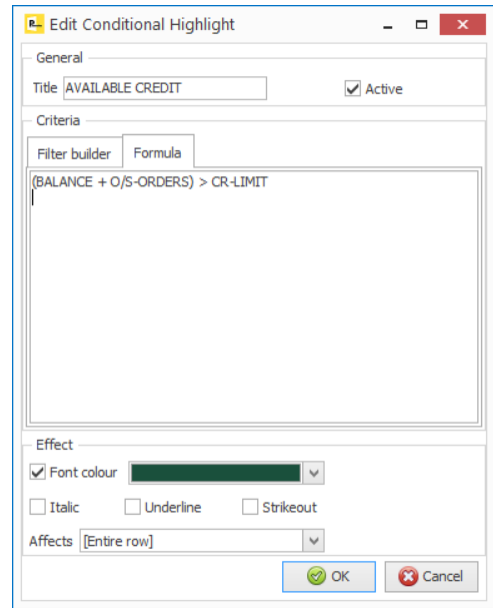 Edit Conditional Highlight
General
Title AVAILABLE CREDIT Active
Criteria
Filter builder Formula
(BALANCE + O/S-ORDERS) > CR-LIMIT
Effect
Font colour
Italic Underline Strikeout
Affects [Entire row]
OK Cancel